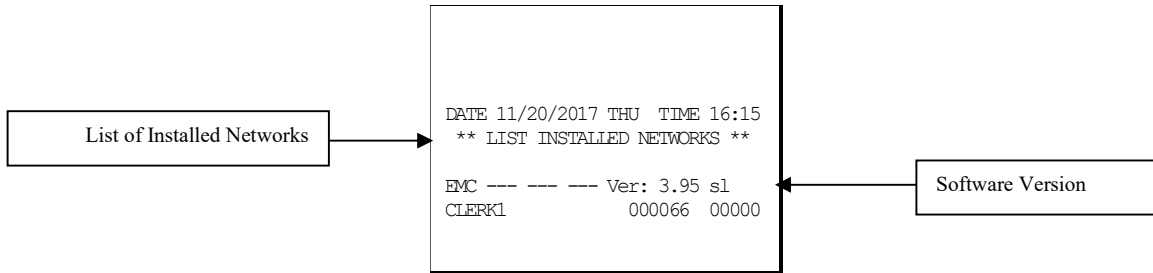 DATE 11/20/2017 THU TIME 16:15
List of Installed Networks
** LIST INSTALLED NETWORKS **
EMC --- --- --- Ver: 3.95 sl
Software Version
CLERK1 000066 00000